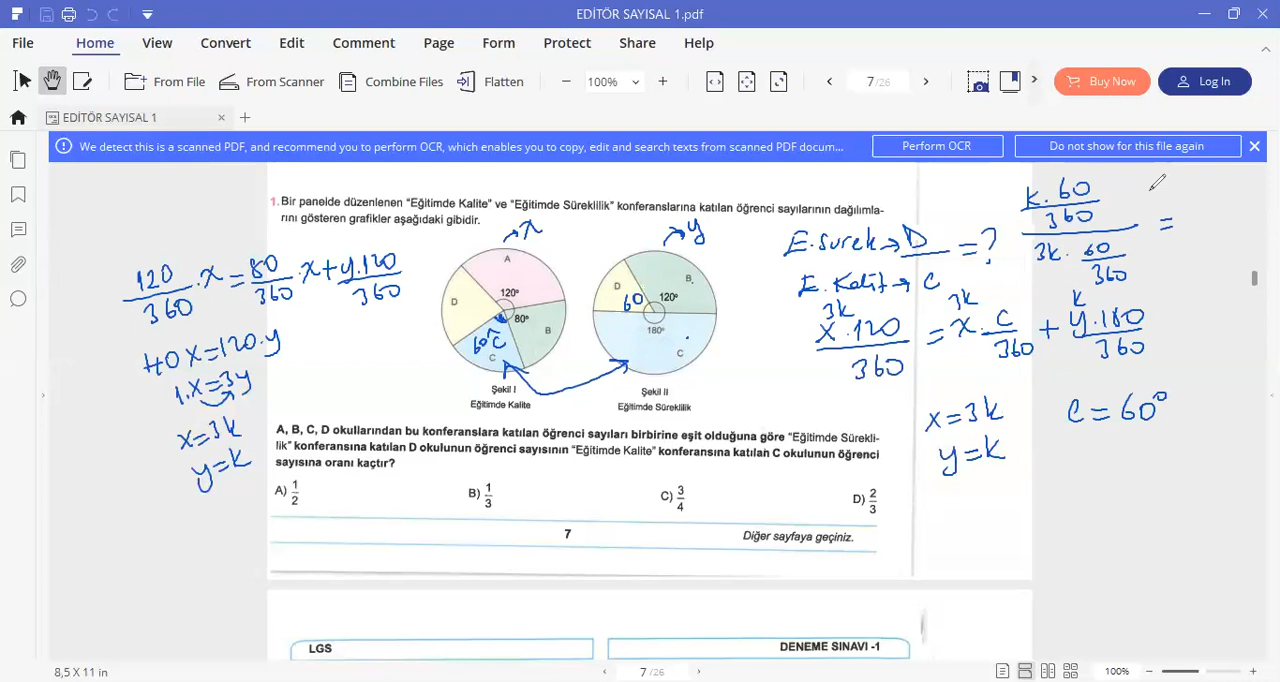 EDİTÖR SAYISAL 1.pdf
File Home View Convert Edit Comment Page Form Protect Share Help
From File From Scanner Combine Files Flatten 100% 7/26 Buy Now Log In
EDİTÖR SAYISAL 1
We detect this is a scanned PDF, and recommend you to perform OCR, which enables you to copy, edit and search texts from scanned PDF docum... Perform OCR Do not show for this file again
1. Bir panelde düzenlenen “Eğitimde Kalite” ve “Eğitimde Süreklilik” konferanslarına katılan öğrenci sayılarının dağılımla-
rını gösteren grafikler aşağıdaki gibidir.
→x
A
120°
D
80°
B
60°C
C
Şekil I
Eğitimde Kalite
→y
D
60
B
120°
180°
C
Şekil II
Eğitimde Süreklilik
120/360 . x = 80/360 . x + y.120/360
40x = 120.y
1.x = 3y
x = 3k
y = k
E. surek → D = ?
E. Kalit → C
3k 3k k
x.120/360 = x . C/360 + y.180/360
x = 3k
y = k
C = 60°
k.60/360
3k . 60/360 =
A, B, C, D okullarından bu konferanslara katılan öğrenci sayıları birbirine eşit olduğuna göre “Eğitimde Sürekli-
lik” konferansına katılan D okulunun öğrenci sayısının “Eğitimde Kalite” konferansına katılan C okulunun öğrenci
sayısına oranı kaçtır?
A) 1/2 B) 1/3 C) 3/4 D) 2/3
7 Diğer sayfaya geçiniz.
LGS DENEME SINAVI -1
8,5 X 11 in 7/26 100%